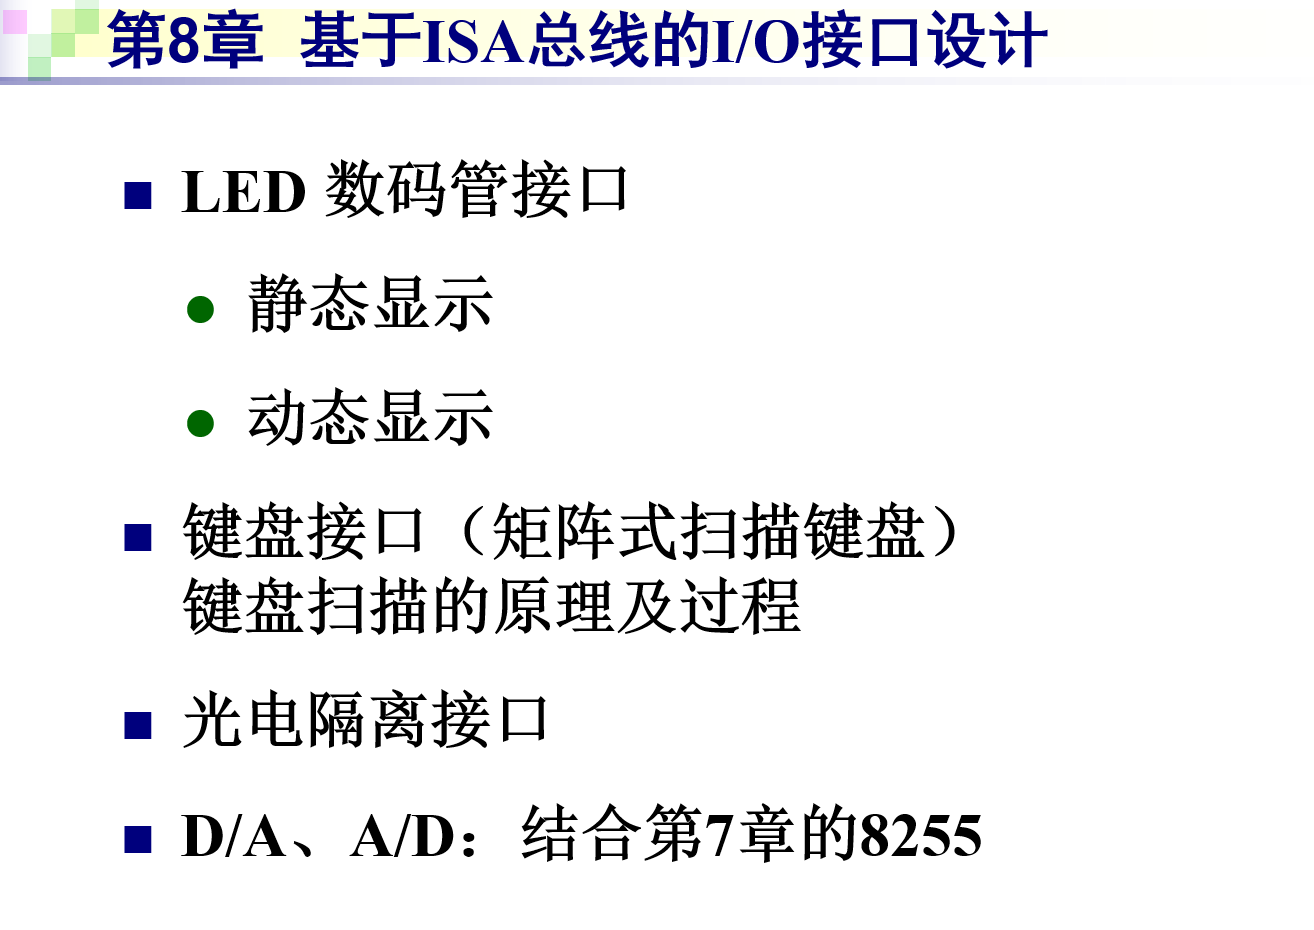 第8章 基于ISA总线的I/O接口设计
LED 数码管接口
静态显示
动态显示
键盘接口（矩阵式扫描键盘）
键盘扫描的原理及过程
光电隔离接口
D/A、A/D：结合第7章的8255